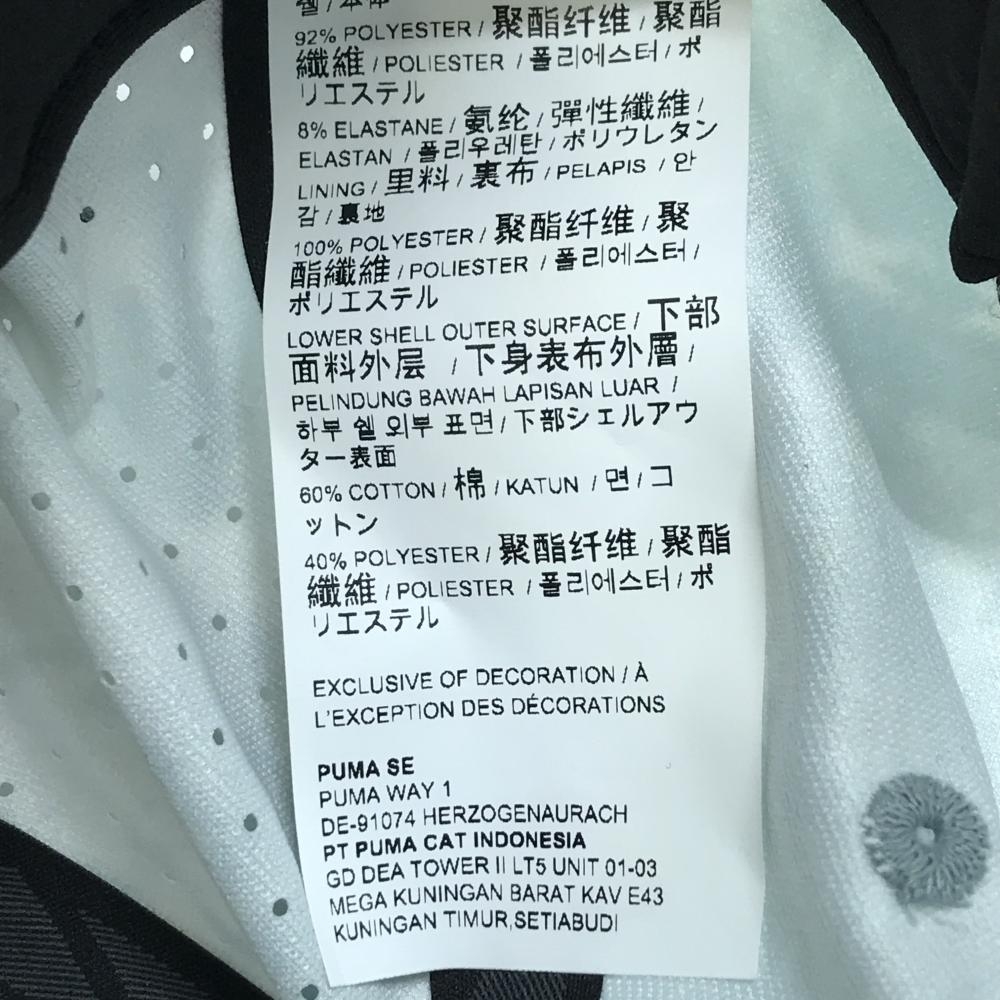 쉘 / 本体
92% POLYESTER / 聚酯纤维 / 聚酯
纖維 / POLIESTER / 폴리에스터 / ポ
リエステル
8% ELASTANE / 氨纶 / 彈性纖維 /
ELASTAN / 폴리우레탄 / ポリウレタン
LINING / 里料 / 裏布 / PELAPIS / 안
감 / 裏地
100% POLYESTER / 聚酯纤维 / 聚
酯纖維 / POLIESTER / 폴리에스터 /
ポリエステル
LOWER SHELL OUTER SURFACE / 下部
面料外层 / 下身表布外層 /
PELINDUNG BAWAH LAPISAN LUAR /
하부 쉘 외부 표면 / 下部シェルアウ
ター表面
60% COTTON / 棉 / KATUN / 면 / コ
ットン
40% POLYESTER / 聚酯纤维 / 聚酯
纖維 / POLIESTER / 폴리에스터 / ポ
リエステル
EXCLUSIVE OF DECORATION / À
L'EXCEPTION DES DÉCORATIONS
PUMA SE
PUMA WAY 1
DE-91074 HERZOGENAURACH
PT PUMA CAT INDONESIA
GD DEA TOWER II LT5 UNIT 01-03
MEGA KUNINGAN BARAT KAV E43
KUNINGAN TIMUR,SETIABUDI